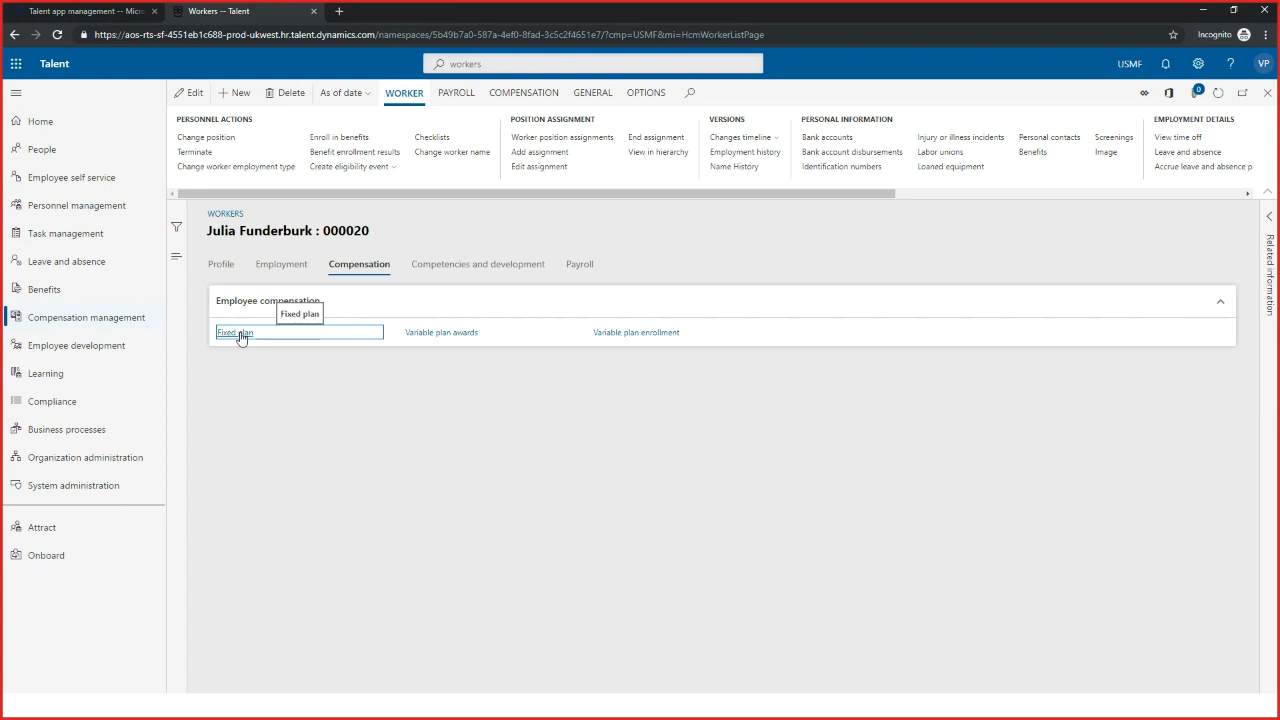 Talent app management -- Micro
Workers -- Talent
https://aos-rts-sf-4551eb1c688-prod-ukwest.hr.talent.dynamics.com/namespaces/5b49b7a0-587a-4ef0-8fad-3c5c2f4651e7/?cmp=USMF&mi=HcmWorkerListPage
Incognito
Talent
workers
USMF
VP
Edit
New
Delete
As of date
WORKER
PAYROLL
COMPENSATION
GENERAL
OPTIONS
0
PERSONNEL ACTIONS
Change position
Terminate
Change worker employment type
Enroll in benefits
Benefit enrollment results
Create eligibility event
Checklists
Change worker name
POSITION ASSIGNMENT
Worker position assignments
Add assignment
Edit assignment
End assignment
View in hierarchy
VERSIONS
Changes timeline
Employment history
Name History
PERSONAL INFORMATION
Bank accounts
Bank account disbursements
Identification numbers
Injury or illness incidents
Labor unions
Loaned equipment
Personal contacts
Benefits
Screenings
Image
EMPLOYMENT DETAILS
View time off
Leave and absence
Accrue leave and absence p
Home
People
Employee self service
Personnel management
Task management
Leave and absence
Benefits
Compensation management
Employee development
Learning
Compliance
Business processes
Organization administration
System administration
Attract
Onboard
WORKERS
Julia Funderburk : 000020
Profile
Employment
Compensation
Competencies and development
Payroll
Employee compensation
Fixed plan
Fixed plan
Variable plan awards
Variable plan enrollment
Related information